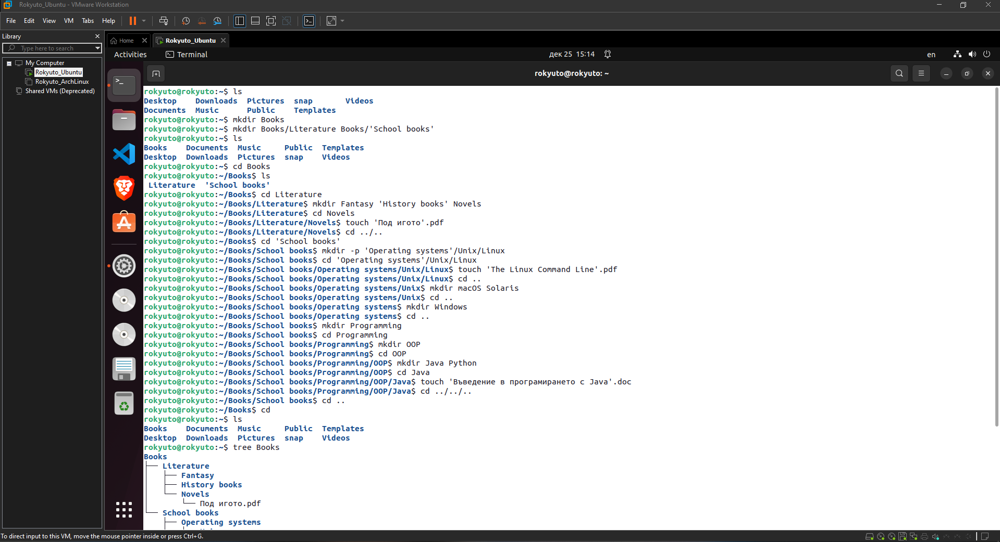 Rokyuto_Ubuntu - VMware Workstation
File Edit View VM Tabs Help
Library
Type here to search
My Computer
Rokyuto_Ubuntu
Rokyuto_ArchLinux
Shared VMs (Deprecated)
Home Rokyuto_Ubuntu
Activities Terminal дек 25 15:14 en
rokyuto@rokyuto: ~
rokyuto@rokyuto:~$ ls
Desktop Downloads Pictures snap Videos
Documents Music Public Templates
rokyuto@rokyuto:~$ mkdir Books
rokyuto@rokyuto:~$ mkdir Books/Literature Books/'School books'
rokyuto@rokyuto:~$ ls
Books Documents Music Public Templates
Desktop Downloads Pictures snap Videos
rokyuto@rokyuto:~$ cd Books
rokyuto@rokyuto:~/Books$ ls
Literature 'School books'
rokyuto@rokyuto:~/Books$ cd Literature
rokyuto@rokyuto:~/Books/Literature$ mkdir Fantasy 'History books' Novels
rokyuto@rokyuto:~/Books/Literature$ cd Novels
rokyuto@rokyuto:~/Books/Literature/Novels$ touch 'Под игото'.pdf
rokyuto@rokyuto:~/Books/Literature/Novels$ cd ../..
rokyuto@rokyuto:~/Books$ cd 'School books'
rokyuto@rokyuto:~/Books/School books$ mkdir -p 'Operating systems'/Unix/Linux
rokyuto@rokyuto:~/Books/School books$ cd 'Operating systems'/Unix/Linux
rokyuto@rokyuto:~/Books/School books/Operating systems/Unix/Linux$ touch 'The Linux Command Line'.pdf
rokyuto@rokyuto:~/Books/School books/Operating systems/Unix/Linux$ cd ..
rokyuto@rokyuto:~/Books/School books/Operating systems/Unix$ mkdir macOS Solaris
rokyuto@rokyuto:~/Books/School books/Operating systems/Unix$ cd ..
rokyuto@rokyuto:~/Books/School books/Operating systems$ mkdir Windows
rokyuto@rokyuto:~/Books/School books/Operating systems$ cd ..
rokyuto@rokyuto:~/Books/School books$ mkdir Programming
rokyuto@rokyuto:~/Books/School books$ cd Programming
rokyuto@rokyuto:~/Books/School books/Programming$ mkdir OOP
rokyuto@rokyuto:~/Books/School books/Programming$ cd OOP
rokyuto@rokyuto:~/Books/School books/Programming/OOP$ mkdir Java Python
rokyuto@rokyuto:~/Books/School books/Programming/OOP$ cd Java
rokyuto@rokyuto:~/Books/School books/Programming/OOP/Java$ touch 'Въведение в програмирането с Java'.doc
rokyuto@rokyuto:~/Books/School books/Programming/OOP/Java$ cd ../../..
rokyuto@rokyuto:~/Books/School books$ cd ..
rokyuto@rokyuto:~/Books$ cd
rokyuto@rokyuto:~$ ls
Books Documents Music Public Templates
Desktop Downloads Pictures snap Videos
rokyuto@rokyuto:~$ tree Books
Books
├── Literature
│   ├── Fantasy
│   ├── History books
│   └── Novels
│       └── Под игото.pdf
└── School books
    ├── Operating systems
To direct input to this VM, move the mouse pointer inside or press Ctrl+G.